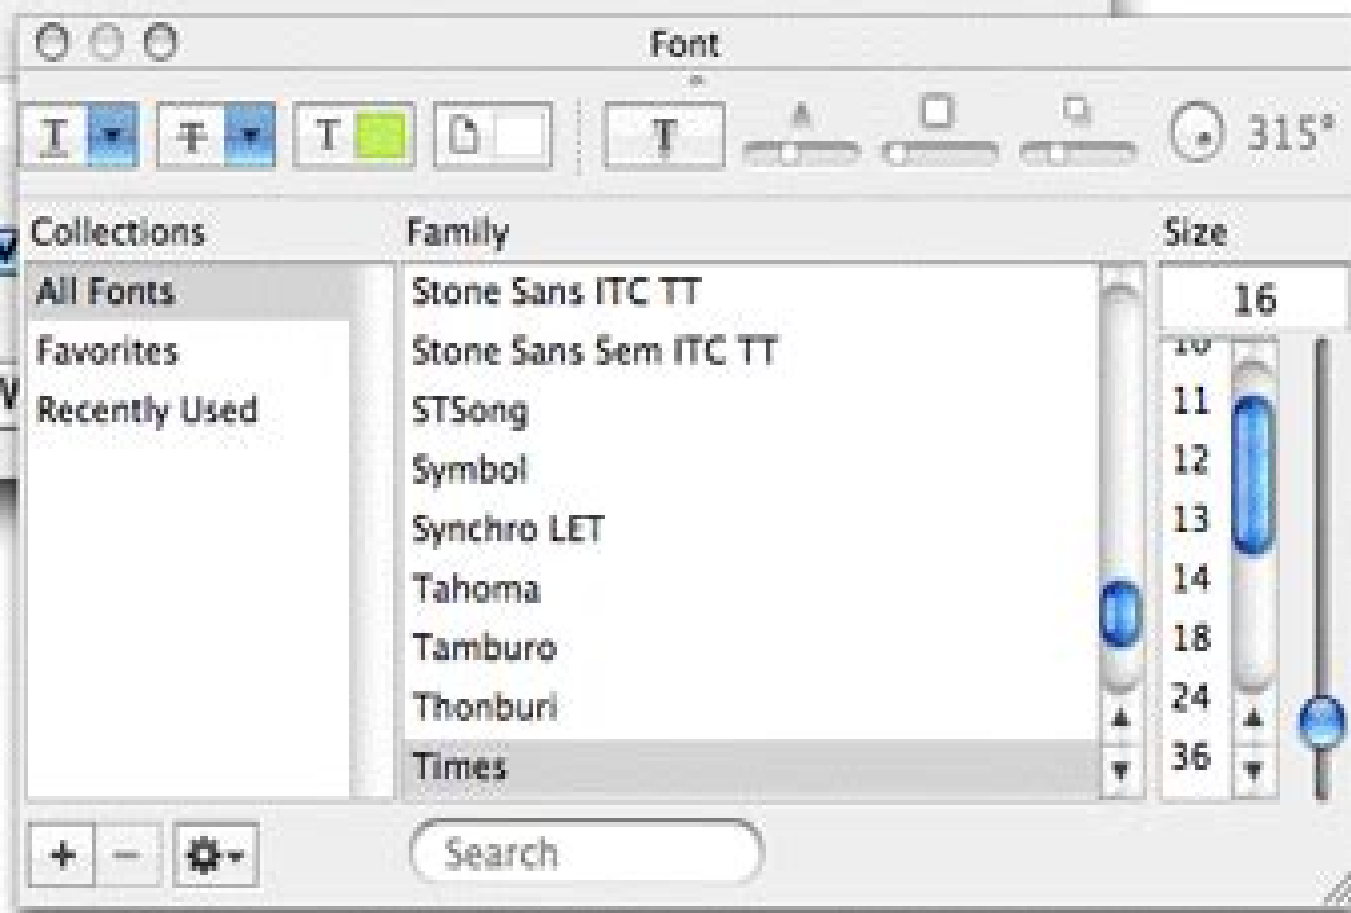 Font
T T T T 315°
Collections Family Size
All Fonts Stone Sans ITC TT 16
Favorites Stone Sans Sem ITC TT 10
Recently Used STSong 11
Symbol 12
Synchro LET 13
Tahoma 14
Tamburo 18
Thonburi 24
Times 36
Search